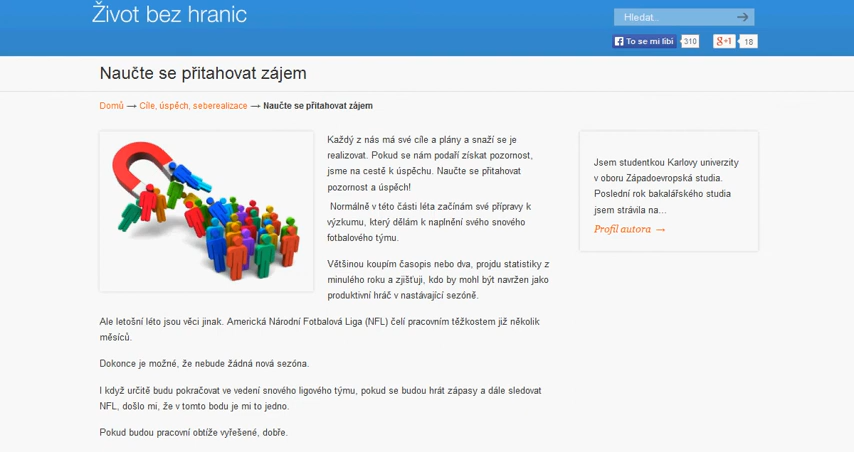 Život bez hranic
Hledat..
To se mi líbí
310
g+1
18
Naučte se přitahovat zájem
Domů → Cíle, úspěch, seberealizace → Naučte se přitahovat zájem
Každý z nás má své cíle a plány a snaží se je
realizovat. Pokud se nám podaří získat pozornost,
jsme na cestě k úspěchu. Naučte se přitahovat
pozornost a úspěch!
Normálně v této části léta začínám své přípravy k
výzkumu, který dělám k naplnění svého snového
fotbalového týmu.
Většinou koupím časopis nebo dva, projdu statistiky z
minulého roku a zjišťuji, kdo by mohl být navržen jako
produktivní hráč v nastávající sezóně.
Ale letošní léto jsou věci jinak. Americká Národní Fotbalová Liga (NFL) čelí pracovním těžkostem již několik
měsíců.
Dokonce je možné, že nebude žádná nová sezóna.
I když určitě budu pokračovat ve vedení snového ligového týmu, pokud se budou hrát zápasy a dále sledovat
NFL, došlo mi, že v tomto bodu je mi to jedno.
Pokud budou pracovní obtíže vyřešené, dobře.
Jsem studentkou Karlovy univerzity
v oboru Západoevropská studia.
Poslední rok bakalářského studia
jsem strávila na...
Profil autora →